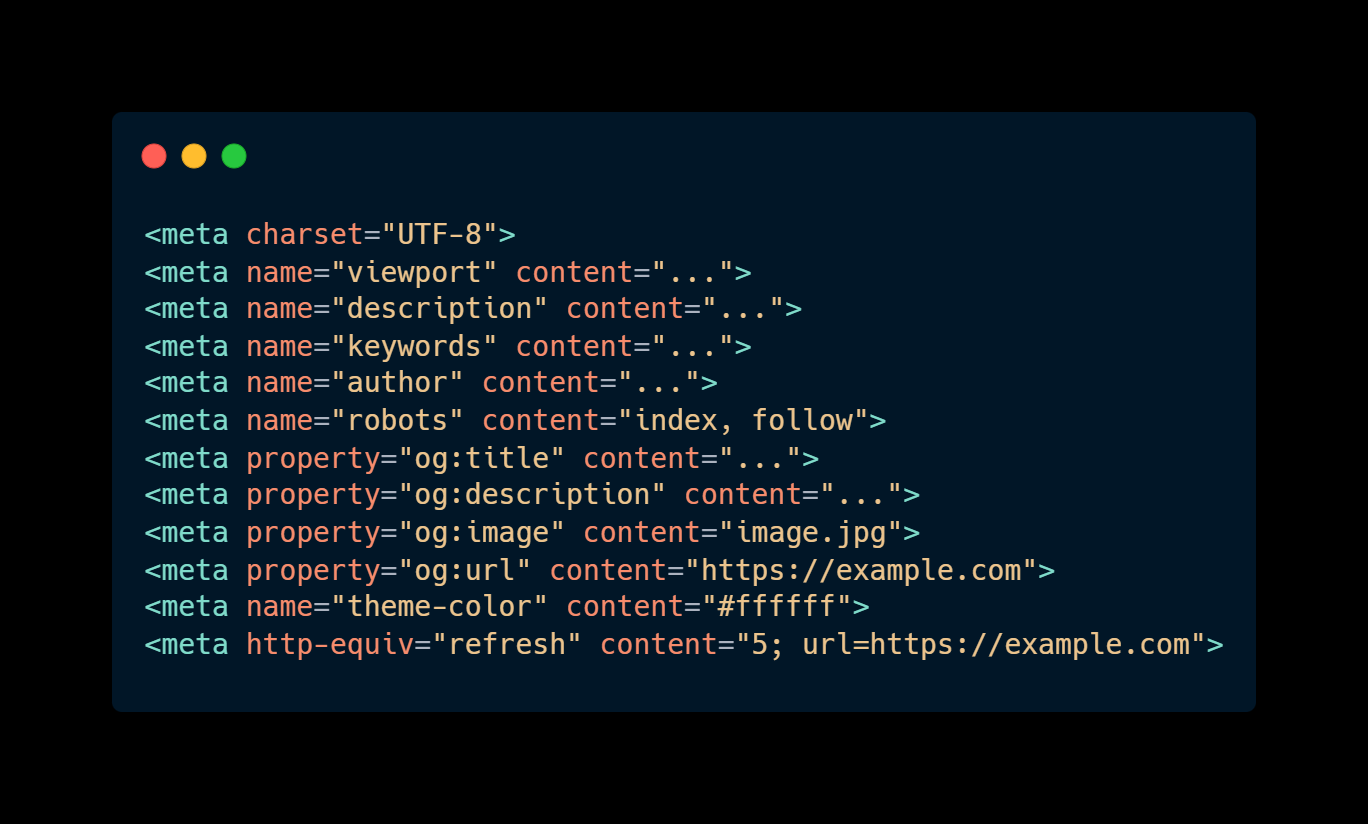 <meta charset="UTF-8">
<meta name="viewport" content="...">
<meta name="description" content="...">
<meta name="keywords" content="...">
<meta name="author" content="...">
<meta name="robots" content="index, follow">
<meta property="og:title" content="...">
<meta property="og:description" content="...">
<meta property="og:image" content="image.jpg">
<meta property="og:url" content="https://example.com">
<meta name="theme-color" content="#ffffff">
<meta http-equiv="refresh" content="5; url=https://example.com">